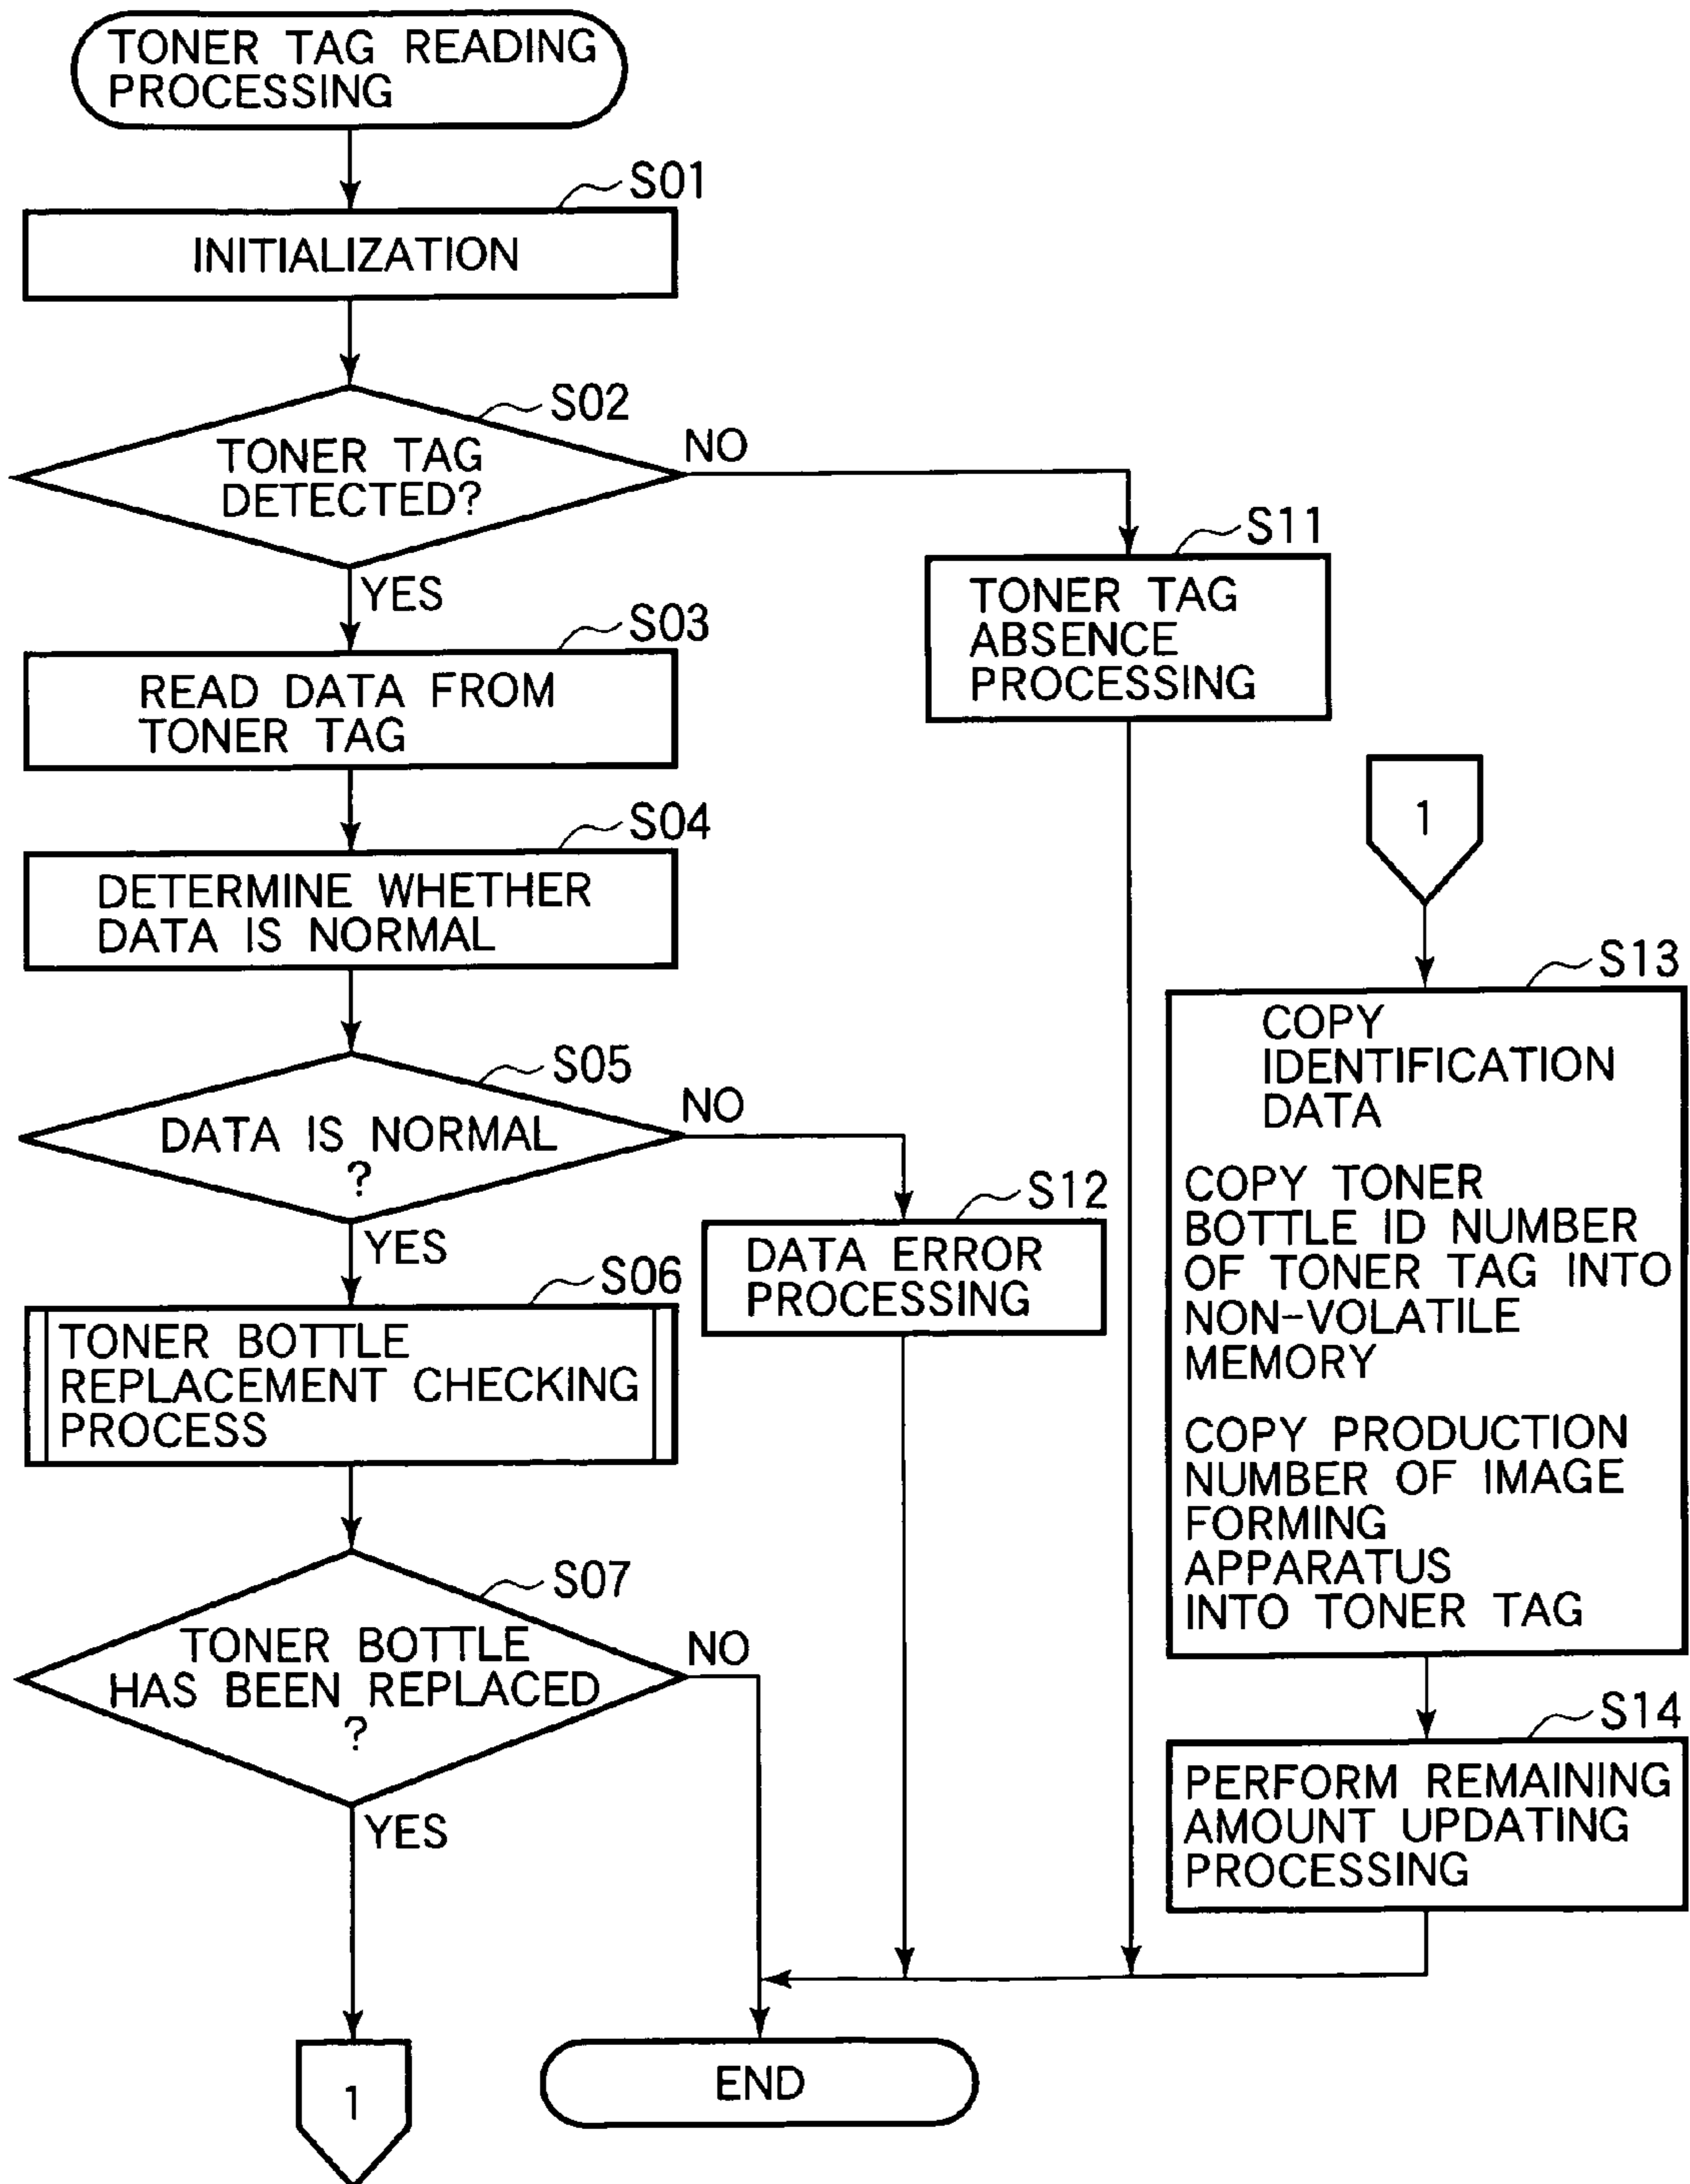 TONER TAG READING
PROCESSING
S01
INITIALIZATION
S02
TONER TAG
DETECTED?
NO
YES
S11
TONER TAG
ABSENCE
PROCESSING
S03
READ DATA FROM
TONER TAG
S04
DETERMINE WHETHER
DATA IS NORMAL
S05
DATA IS NORMAL
?
NO
YES
S12
DATA ERROR
PROCESSING
S06
TONER BOTTLE
REPLACEMENT CHECKING
PROCESS
S07
TONER BOTTLE
HAS BEEN REPLACED
?
NO
YES
1
END
1
S13
COPY
IDENTIFICATION
DATA
COPY TONER
BOTTLE ID NUMBER
OF TONER TAG INTO
NON-VOLATILE
MEMORY
COPY PRODUCTION
NUMBER OF IMAGE
FORMING
APPARATUS
INTO TONER TAG
S14
PERFORM REMAINING
AMOUNT UPDATING
PROCESSING